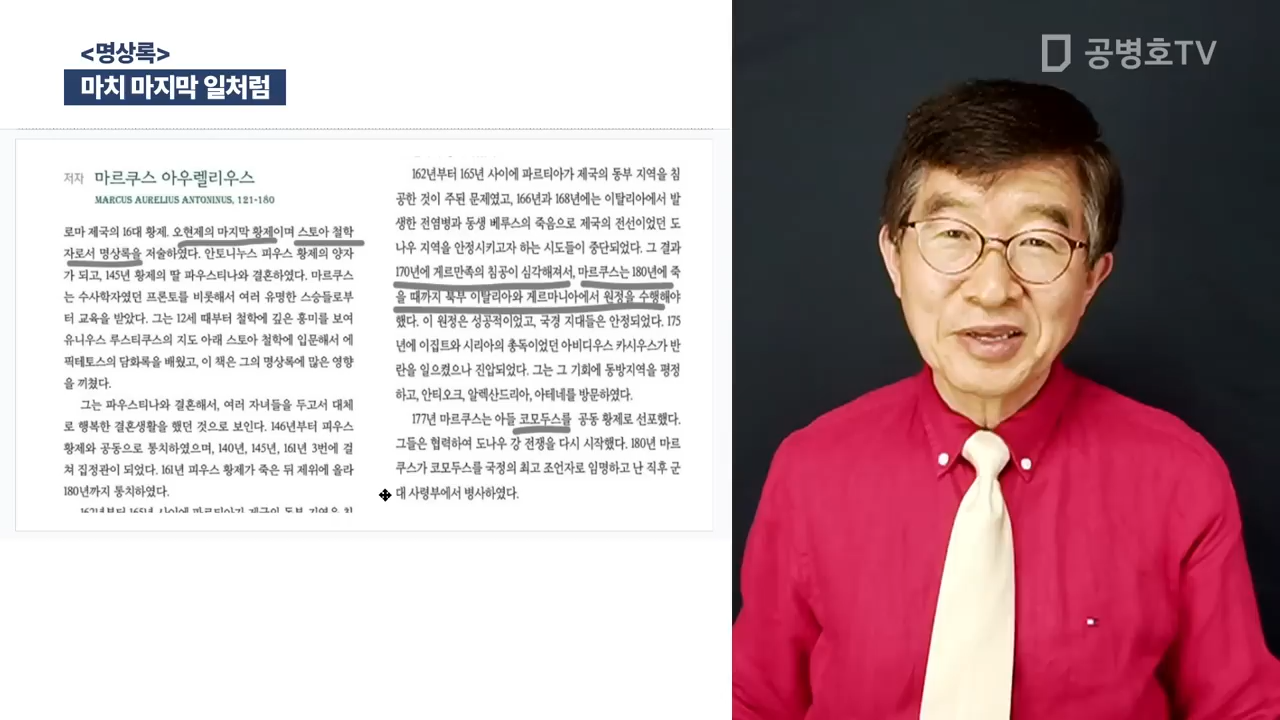 <명상록>
마치 마지막 일처럼
공병호TV
저자 마르쿠스 아우렐리우스
MARCUS AURELIUS ANTONINUS, 121-180
로마 제국의 16대 황제. 오현제의 마지막 황제이며 스토아 철학
자로서 명상록을 저술하였다. 안토니누스 피우스 황제의 양자
가 되고, 145년 황제의 딸 파우스티나와 결혼하였다. 마르쿠스
는 수사학자였던 프론토를 비롯해서 여러 유명한 스승들로부
터 교육을 받았다. 그는 12세 때부터 철학에 깊은 흥미를 보여
유니우스 루스티쿠스의 지도 아래 스토아 철학에 입문해서 에
픽테토스의 담화록을 배웠고, 이 책은 그의 명상록에 많은 영향
을 끼쳤다.
그는 파우스티나와 결혼해서, 여러 자녀들을 두고서 대체
로 행복한 결혼생활을 했던 것으로 보인다. 146년부터 피우스
황제와 공동으로 통치하였으며, 140년, 145년, 161년 3번에 걸
쳐 집정관이 되었다. 161년 피우스 황제가 죽은 뒤 제위에 올라
180년까지 통치하였다.
162년부터 165년 사이에 파르티아가 제국의 동부 지역을 침
162년부터 165년 사이에 파르티아가 제국의 동부 지역을 침
공한 것이 주된 문제였고, 166년과 168년에는 이탈리아에서 발
생한 전염병과 동생 베루스의 죽음으로 제국의 전선이었던 도
나우 지역을 안정시키고자 하는 시도들이 중단되었다. 그 결과
170년에 게르만족의 침공이 심각해져서, 마르쿠스는 180년에 죽
을 때까지 북부 이탈리아와 게르마니아에서 원정을 수행해야
했다. 이 원정은 성공적이었고, 국경 지대들은 안정되었다. 175
년에 이집트와 시리아의 총독이었던 아비디우스 카시우스가 반
란을 일으켰으나 진압되었다. 그는 그 기회에 동방지역을 평정
하고, 안티오크, 알렉산드리아, 아테네를 방문하였다.
177년 마르쿠스는 아들 코모두스를 공동 황제로 선포했다.
그들은 협력하여 도나우 강 전쟁을 다시 시작했다. 180년 마르
쿠스가 코모두스를 국정의 최고 조언자로 임명하고 난 직후 군
대 사령부에서 병사하였다.